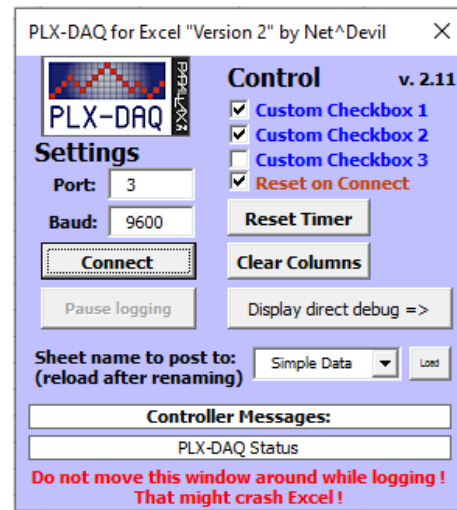 PLX-DAQ for Excel "Version 2" by Net^Devil
PLX-DAQ
PARALLAX
Control v. 2.11
Custom Checkbox 1
Custom Checkbox 2
Custom Checkbox 3
Reset on Connect
Settings
Port: 3
Baud: 9600
Reset Timer
Connect
Clear Columns
Pause logging
Display direct debug =>
Sheet name to post to:
(reload after renaming)
Simple Data
Load
Controller Messages:
PLX-DAQ Status
Do not move this window around while logging !
That might crash Excel !